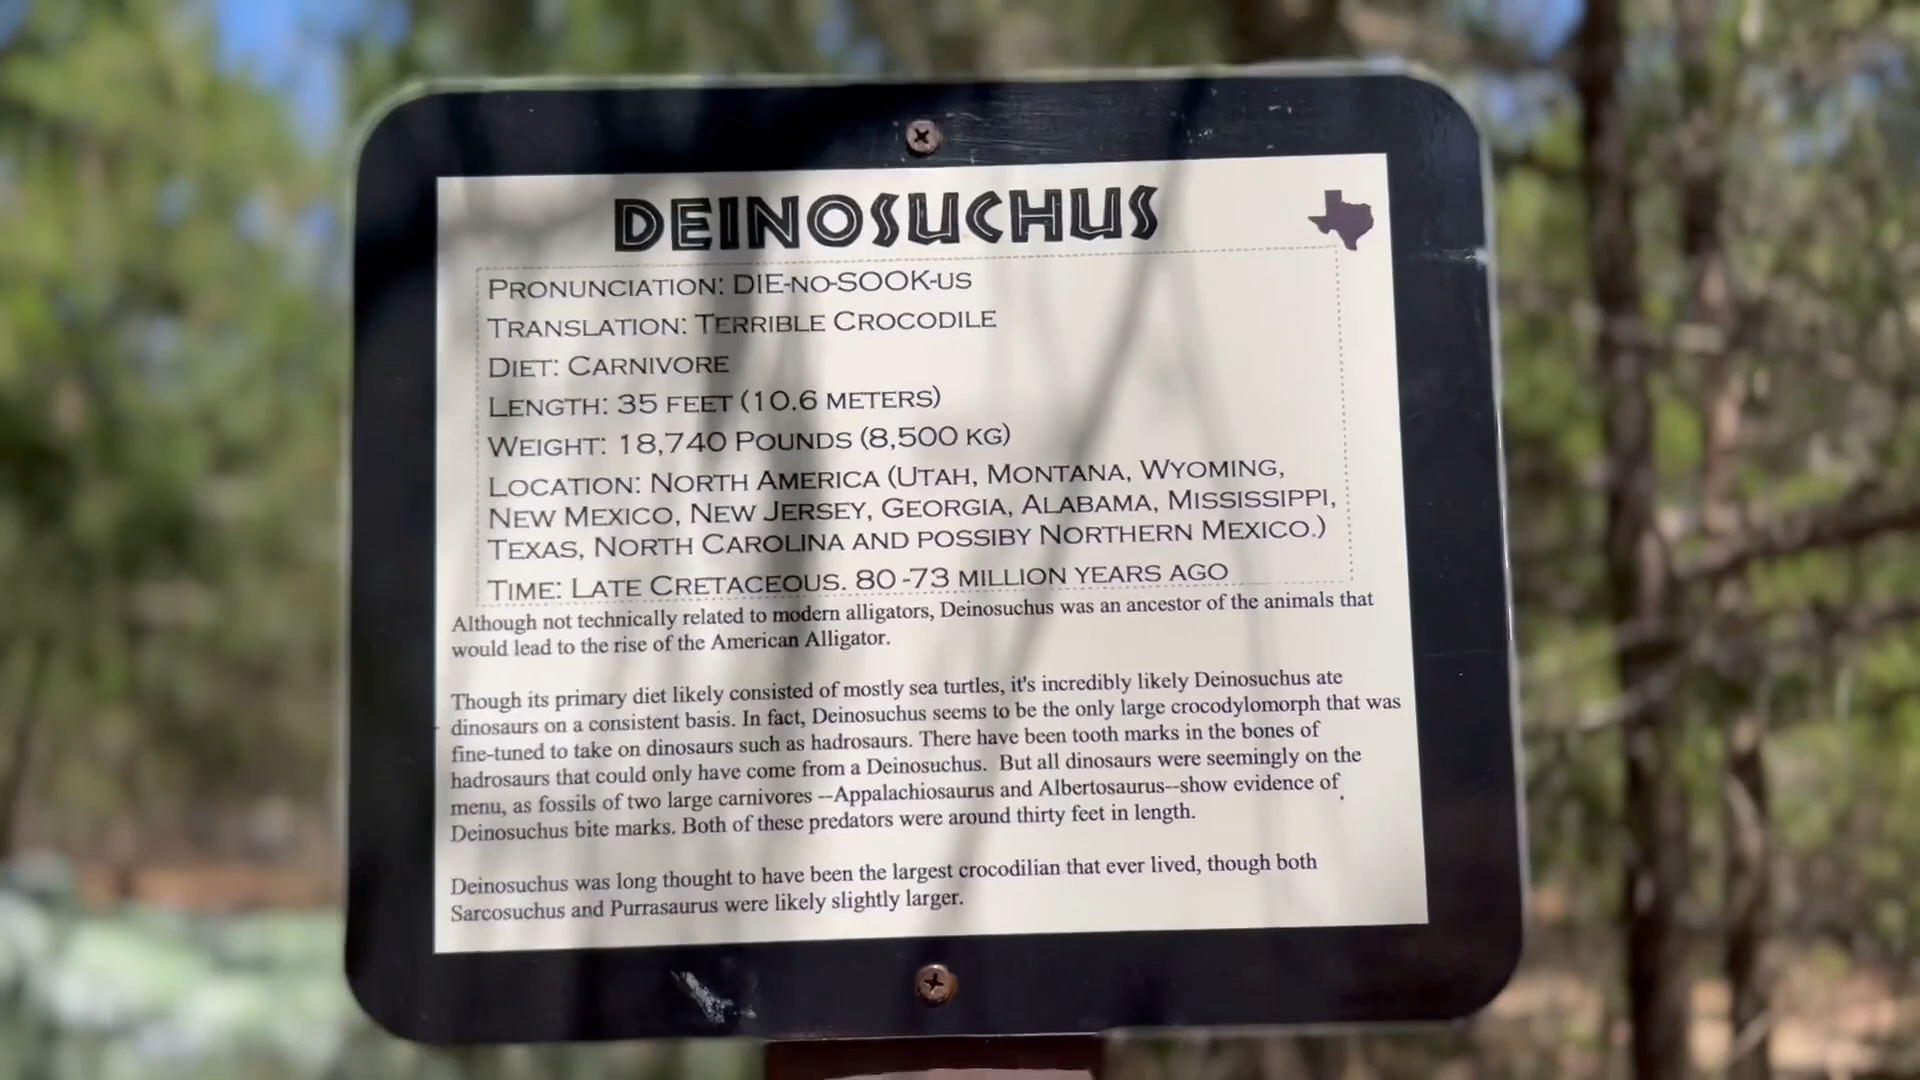 DEINOSUCHUS
PRONUNCIATION: DIE-NO-SOOK-US
TRANSLATION: TERRIBLE CROCODILE
DIET: CARNIVORE
LENGTH: 35 FEET (10.6 METERS)
WEIGHT: 18,740 POUNDS (8,500 KG)
LOCATION: NORTH AMERICA (UTAH, MONTANA, WYOMING,
NEW MEXICO, NEW JERSEY, GEORGIA, ALABAMA, MISSISSIPPI,
TEXAS, NORTH CAROLINA AND POSSIBY NORTHERN MEXICO.)
TIME: LATE CRETACEOUS. 80-73 MILLION YEARS AGO
Although not technically related to modern alligators, Deinosuchus was an ancestor of the animals that
would lead to the rise of the American Alligator.
Though its primary diet likely consisted of mostly sea turtles, it's incredibly likely Deinosuchus ate
dinosaurs on a consistent basis. In fact, Deinosuchus seems to be the only large crocodylomorph that was
fine-tuned to take on dinosaurs such as hadrosaurs. There have been tooth marks in the bones of
hadrosaurs that could only have come from a Deinosuchus. But all dinosaurs were seemingly on the
menu, as fossils of two large carnivores --Appalachiosaurus and Albertosaurus--show evidence of
Deinosuchus bite marks. Both of these predators were around thirty feet in length.
Deinosuchus was long thought to have been the largest crocodilian that ever lived, though both
Sarcosuchus and Purrasaurus were likely slightly larger.